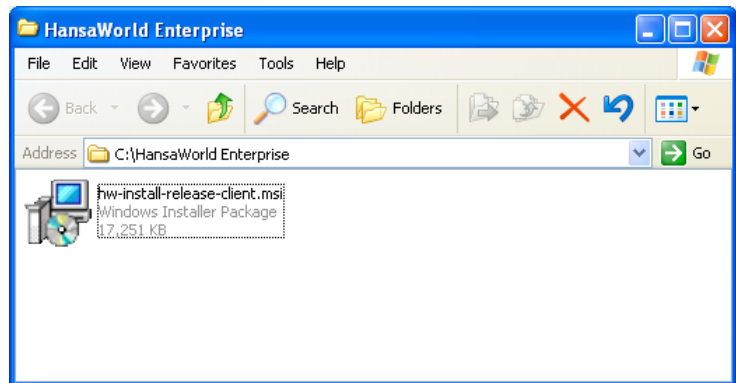 HansaWorld Enterprise
File Edit View Favorites Tools Help
Back Search Folders
Address C:\HansaWorld Enterprise Go
hw-install-release-client.msi
Windows Installer Package
17,251 KB